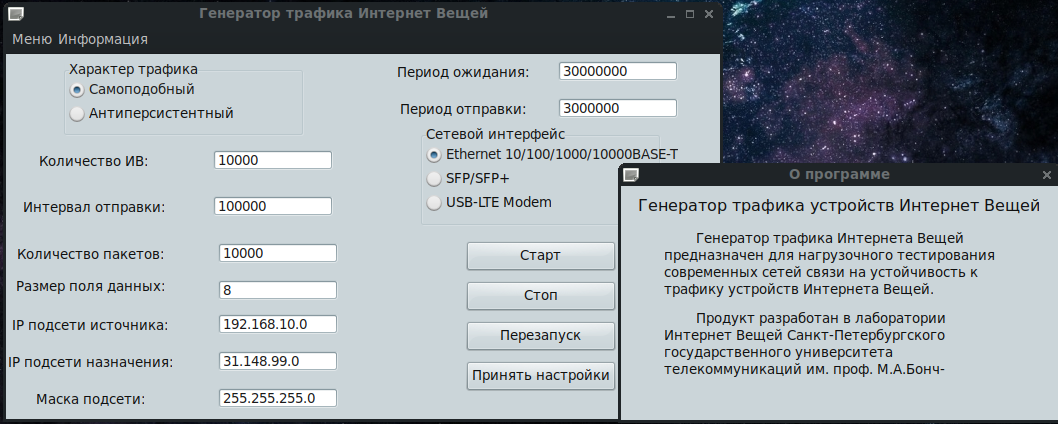 Генератор трафика Интернет Вещей
Меню Информация
Характер трафика
Самоподобный
Антиперсистентный
Количество ИВ: 10000
Интервал отправки: 100000
Количество пакетов: 10000
Размер поля данных: 8
IP подсети источника: 192.168.10.0
IP подсети назначения: 31.148.99.0
Маска подсети: 255.255.255.0
Период ожидания: 30000000
Период отправки: 3000000
Сетевой интерфейс
Ethernet 10/100/1000/10000BASE-T
SFP/SFP+
USB-LTE Modem
Старт
Стоп
Перезапуск
Принять настройки
О программе
Генератор трафика устройств Интернет Вещей
Генератор трафика Интернета Вещей
предназначен для нагрузочного тестирования
современных сетей связи на устойчивость к
трафику устройств Интернета Вещей.
Продукт разработан в лаборатории
Интернет Вещей Санкт-Петербургского
государственного университета
телекоммуникаций им. проф. М.А.Бонч-